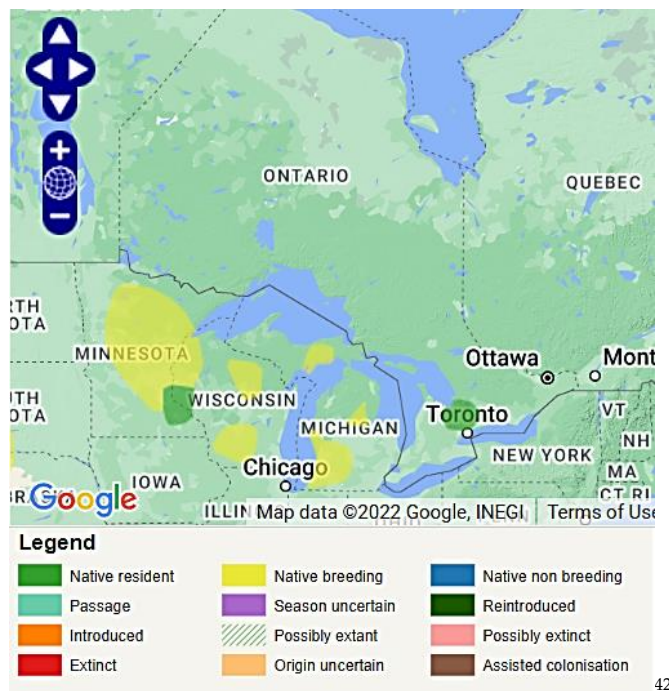 ONTARIO
QUEBEC
RTH
OTA
MINNESOTA
Ottawa
Mont
UTH
OTA
WISCONSIN
Toronto
VT
MICHIGAN
NH
NEW YORK
MA
Chicago
IOWA
CT RI
Google
ILLIN
Map data ©2022 Google, INEGI
Terms of Use
Legend
Native resident
Native breeding
Native non breeding
Passage
Season uncertain
Reintroduced
Introduced
Possibly extant
Possibly extinct
Extinct
Origin uncertain
Assisted colonisation
42